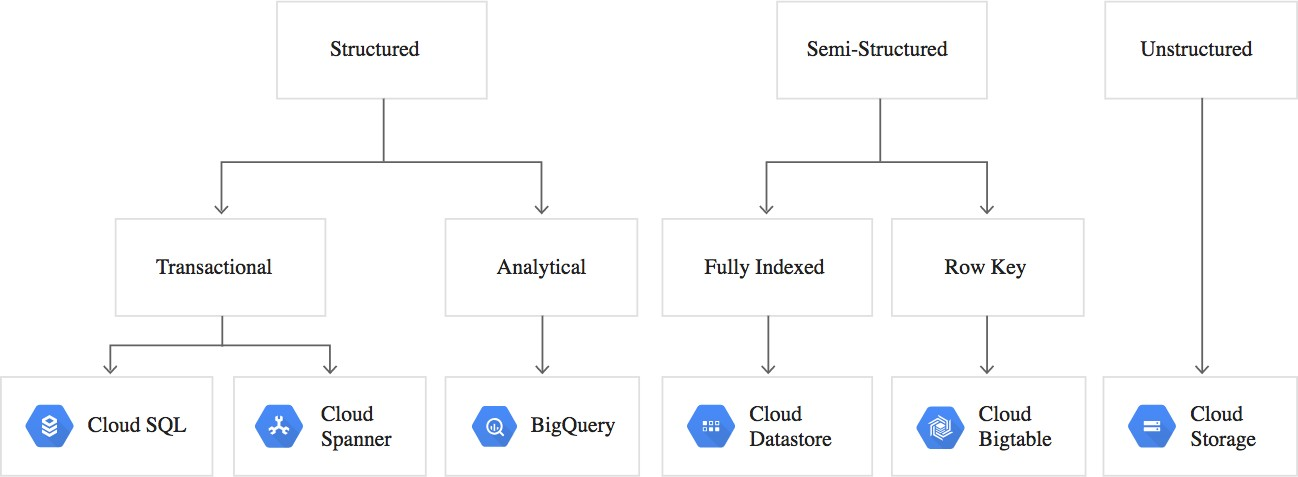 Structured
Semi-Structured
Unstructured
Transactional
Analytical
Fully Indexed
Row Key
Cloud SQL
Cloud
Spanner
BigQuery
Cloud
Datastore
Cloud
Bigtable
Cloud
Storage